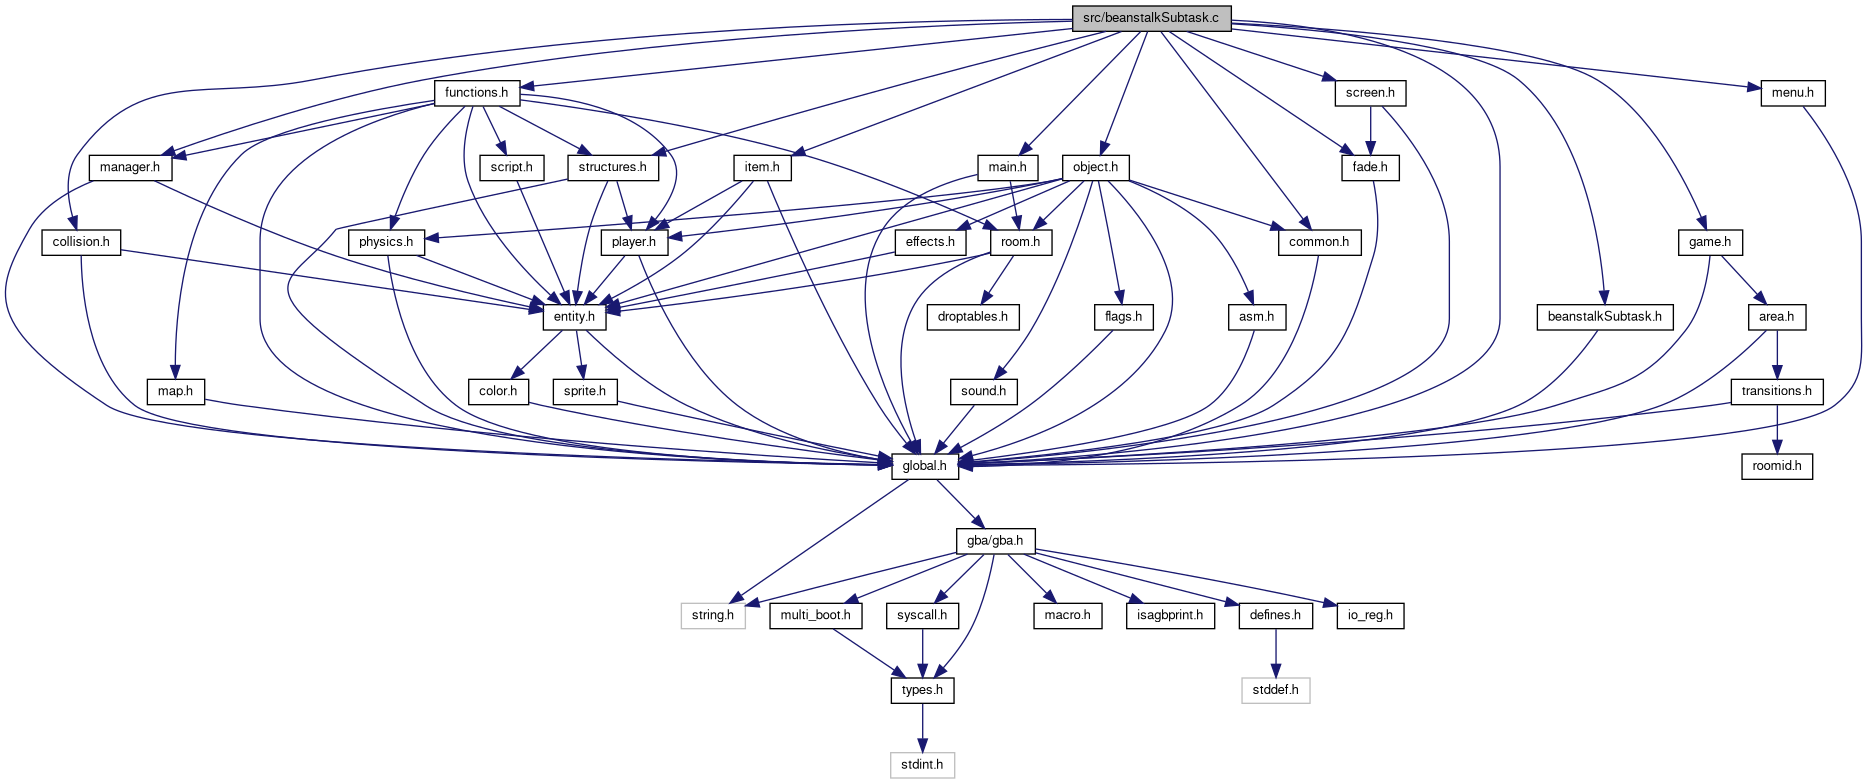 src/beanstalkSubtask.c
functions.h
screen.h
menu.h
manager.h
script.h
structures.h
item.h
main.h
object.h
fade.h
collision.h
physics.h
player.h
effects.h
room.h
common.h
game.h
entity.h
droptables.h
flags.h
asm.h
beanstalkSubtask.h
area.h
map.h
color.h
sprite.h
sound.h
transitions.h
global.h
roomid.h
gba/gba.h
string.h
multi_boot.h
syscall.h
macro.h
isagbprint.h
defines.h
io_reg.h
types.h
stddef.h
stdint.h